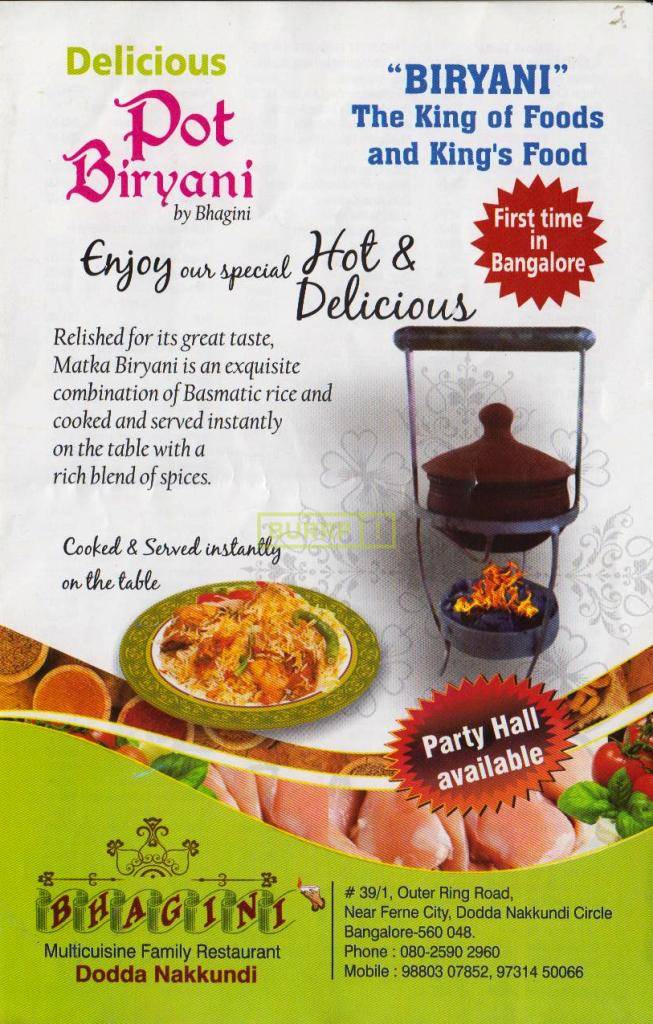 2
Delicious
Pot
Biryani
by Bhagini
"BIRYANI"
The King of Foods
and King's Food
First time
in
Bangalore
Enjoy our special Hot &
Delicious
Relished for its great taste,
Matka Biryani is an exquisite
combination of Basmatic rice and
cooked and served instantly
on the table with a
rich blend of spices.
Cooked & Served instantly
on the table
Party Hall
available
BHAGINI
Multicuisine Family Restaurant
Dodda Nakkundi
# 39/1, Outer Ring Road,
Near Ferne City, Dodda Nakkundi Circle
Bangalore-560 048.
Phone : 080-2590 2960
Mobile : 98803 07852, 97314 50066